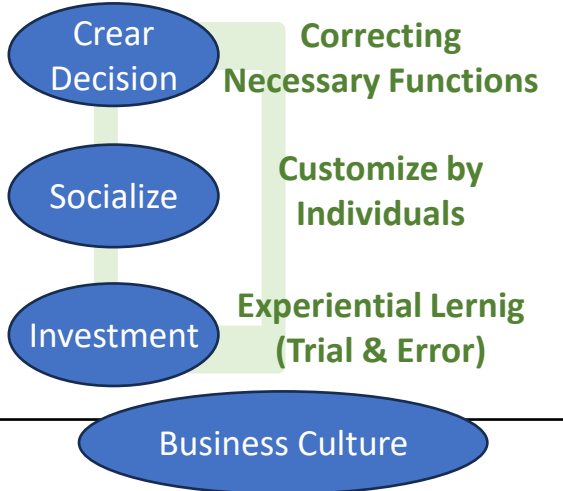 Crear
Decision
Correcting
Necessary Functions
Socialize
Customize by
Individuals
Investment
Experiential Lernig
(Trial & Error)
Business Culture